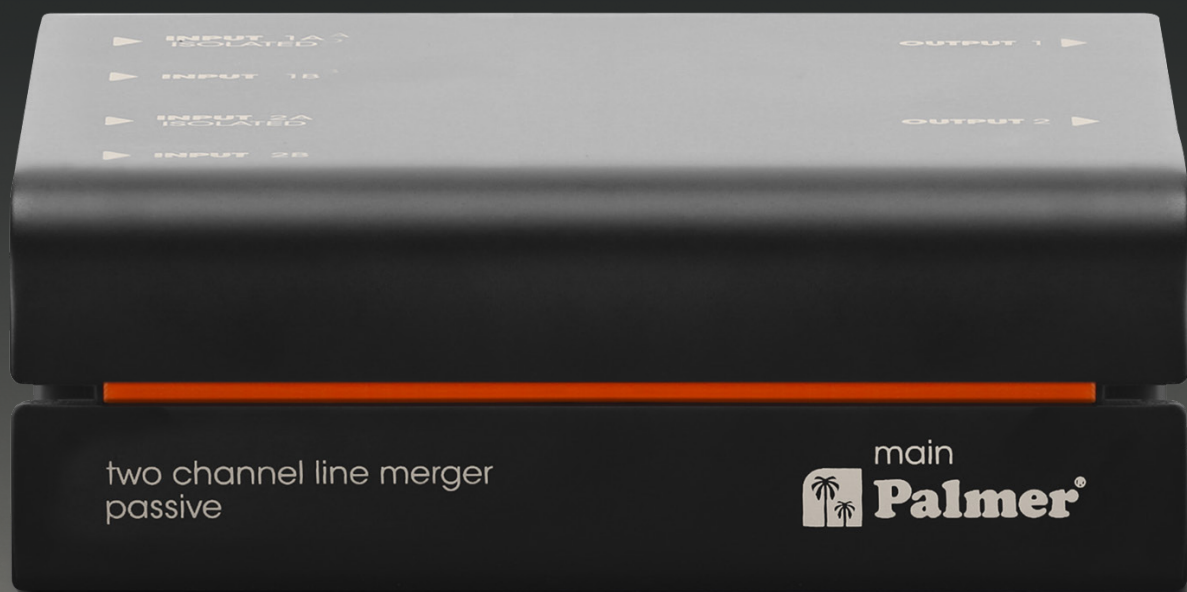 INPUT 1A
ISOLATED
INPUT 1B
INPUT 2A
ISOLATED
INPUT 2B
OUTPUT 1
OUTPUT 2
two channel line merger
passive
main
Palmer®